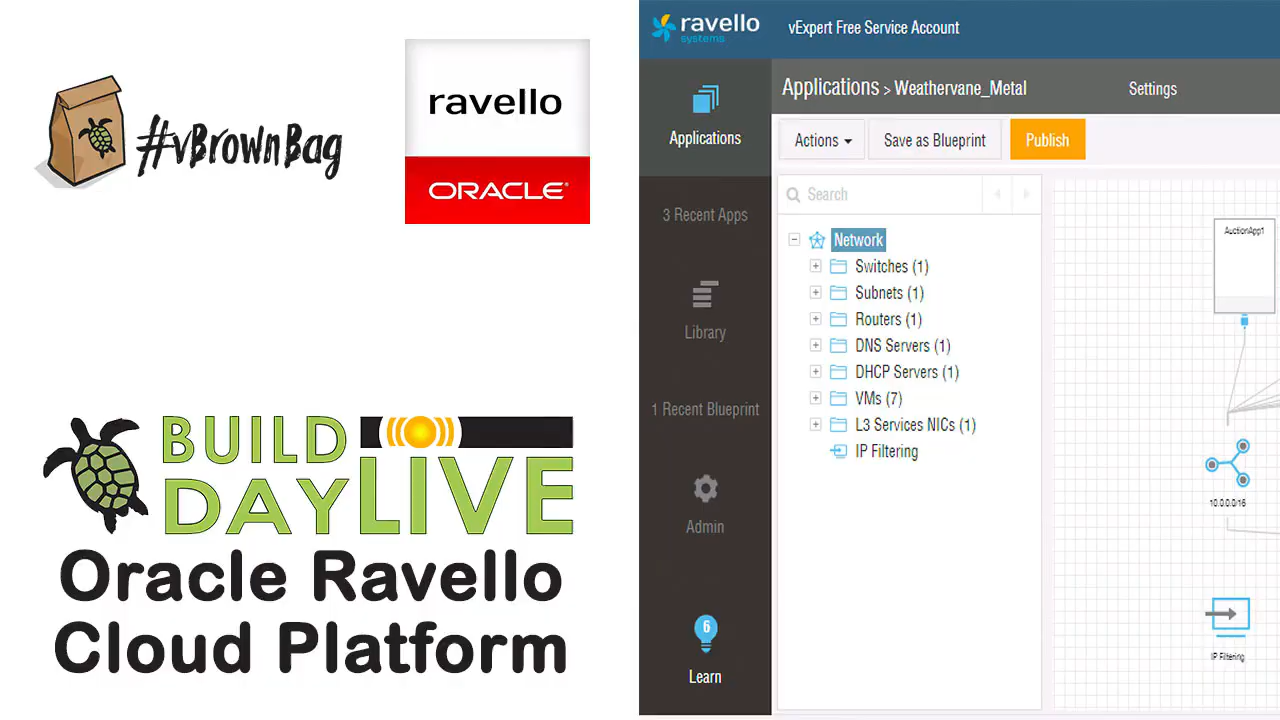 #vBrownBag
ravello
ORACLE®
BUILD
DAYLIVE
Oracle Ravello
Cloud Platform
ravello
systems
vExpert Free Service Account
Applications
3 Recent Apps
Library
1 Recent Blueprint
Admin
6
Learn
Applications > Weathervane_Metal
Settings
Actions
Save as Blueprint
Publish
Search
Network
Switches (1)
Subnets (1)
Routers (1)
DNS Servers (1)
DHCP Servers (1)
VMs (7)
L3 Services NICs (1)
IP Filtering
AuctionApp1
10.0.0.0/16
IP Filtering